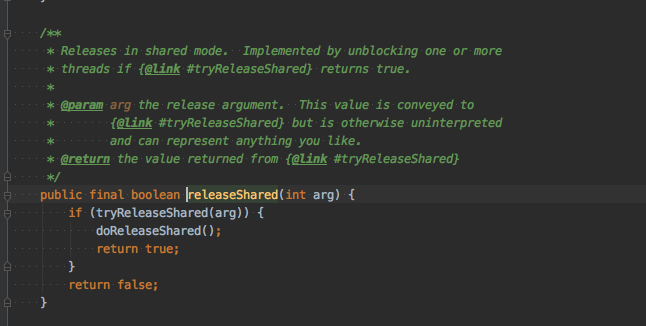 /**
* Releases in shared mode.  Implemented by unblocking one or more
* threads if {@link #tryReleaseShared} returns true.
*
* @param arg the release argument.  This value is conveyed to
*        {@link #tryReleaseShared} but is otherwise uninterpreted
*        and can represent anything you like.
* @return the value returned from {@link #tryReleaseShared}
*/
public final boolean releaseShared(int arg) {
    if (tryReleaseShared(arg)) {
        doReleaseShared();
        return true;
    }
    return false;
}